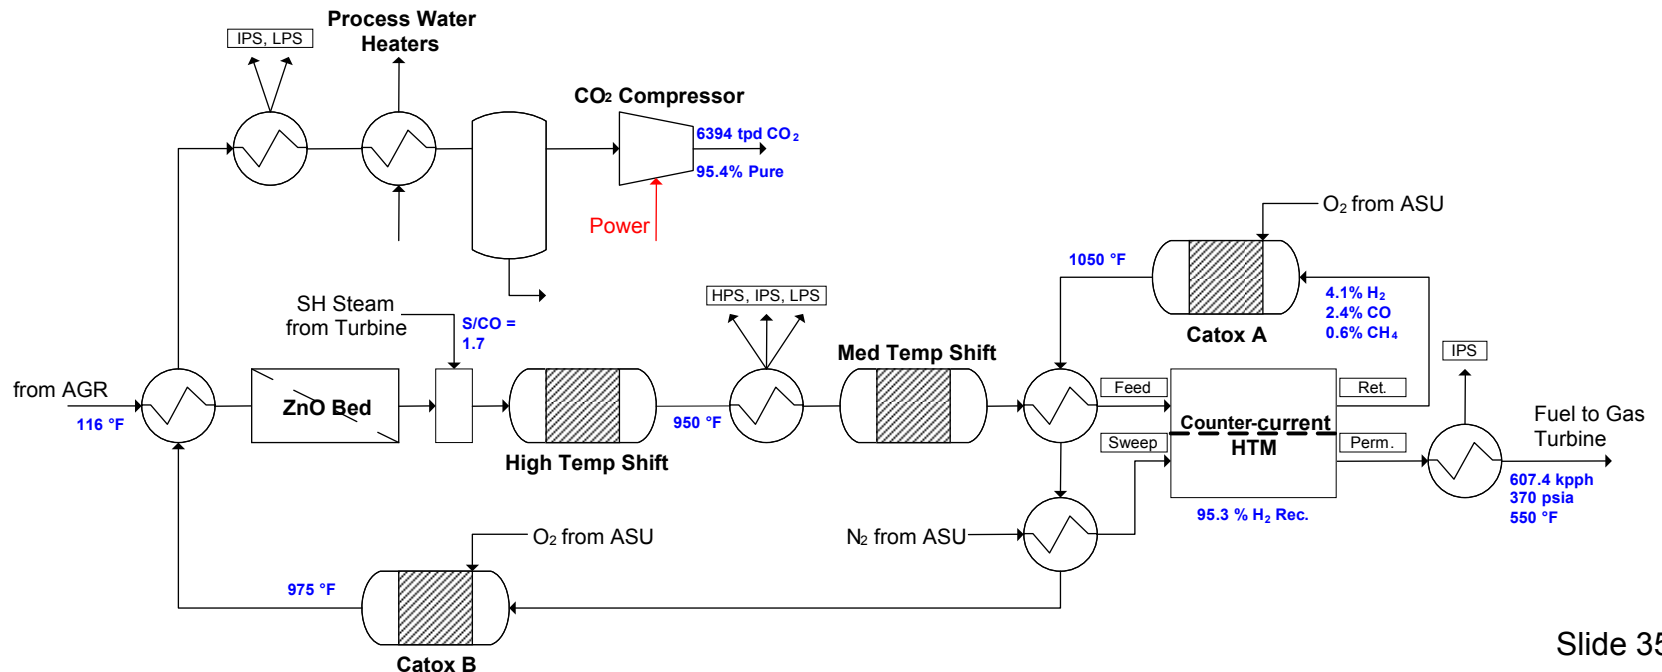 Process Water
Heaters
IPS, LPS
CO2 Compressor
6394 tpd CO2
95.4% Pure
Power
O2 from ASU
1050 °F
4.1% H2
2.4% CO
0.6% CH4
Catox A
SH Steam
from Turbine
S/CO =
1.7
HPS, IPS, LPS
Med Temp Shift
IPS
from AGR
116 °F
ZnO Bed
950 °F
High Temp Shift
Feed
Ret.
Counter-current
HTM
Sweep
Perm.
Fuel to Gas
Turbine
607.4 kpph
370 psia
550 °F
95.3 % H2 Rec.
N2 from ASU
O2 from ASU
975 °F
Catox B
Slide 35